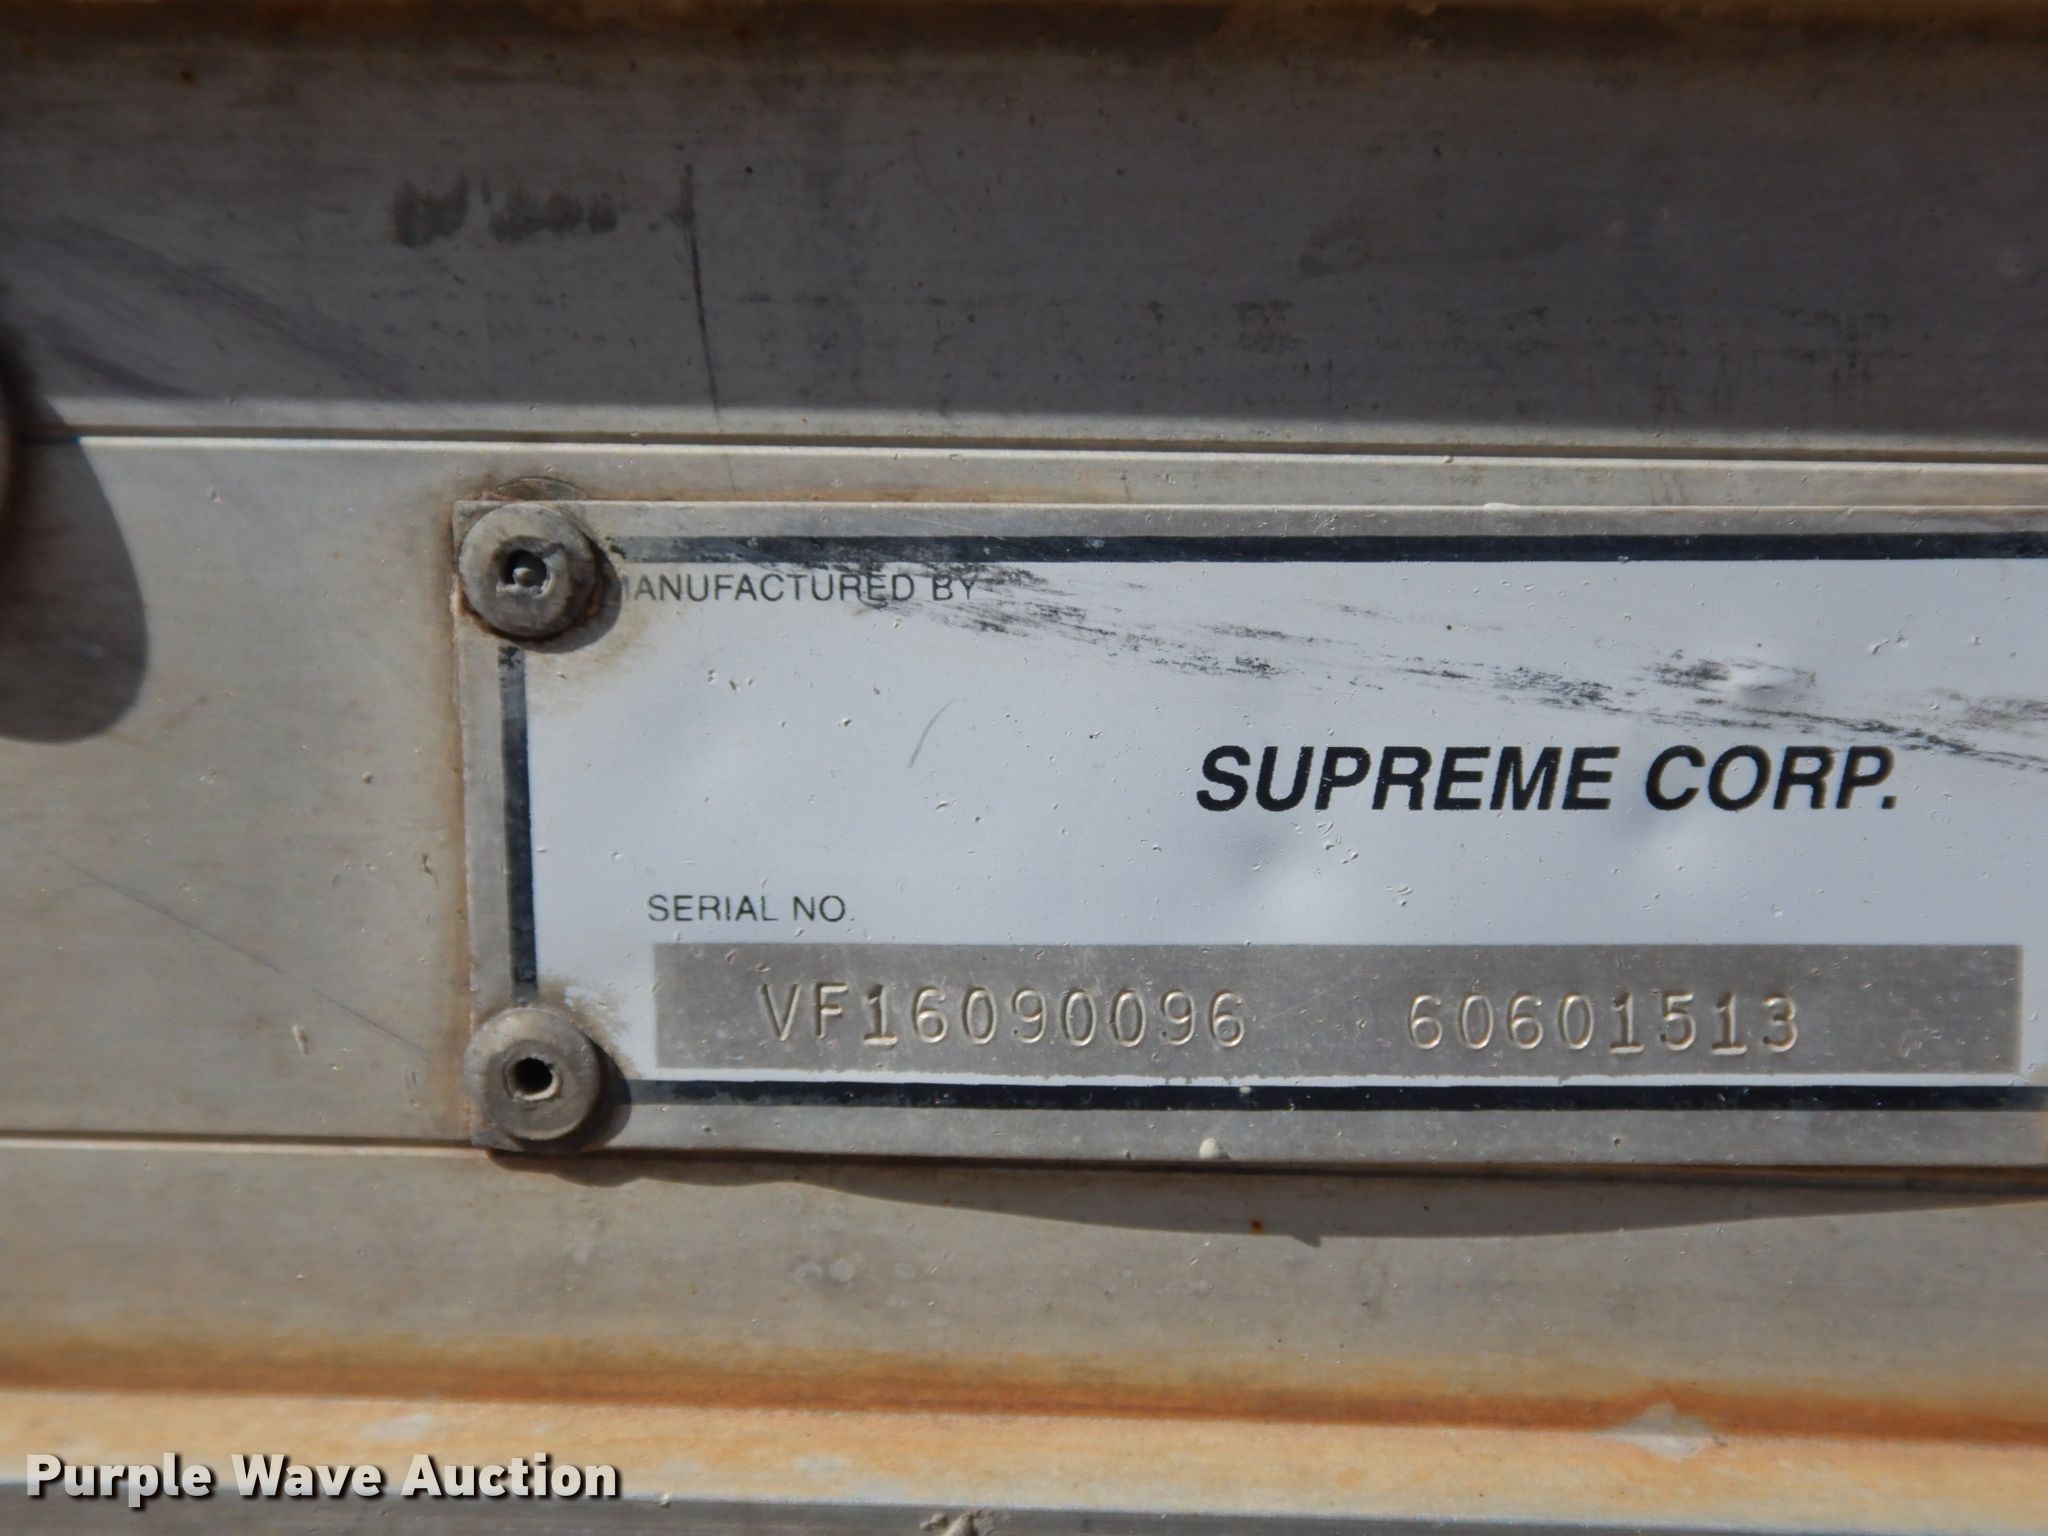 MANUFACTURED BY
SUPREME CORP.
SERIAL NO.
VF16090096 60601513
Purple Wave Auction